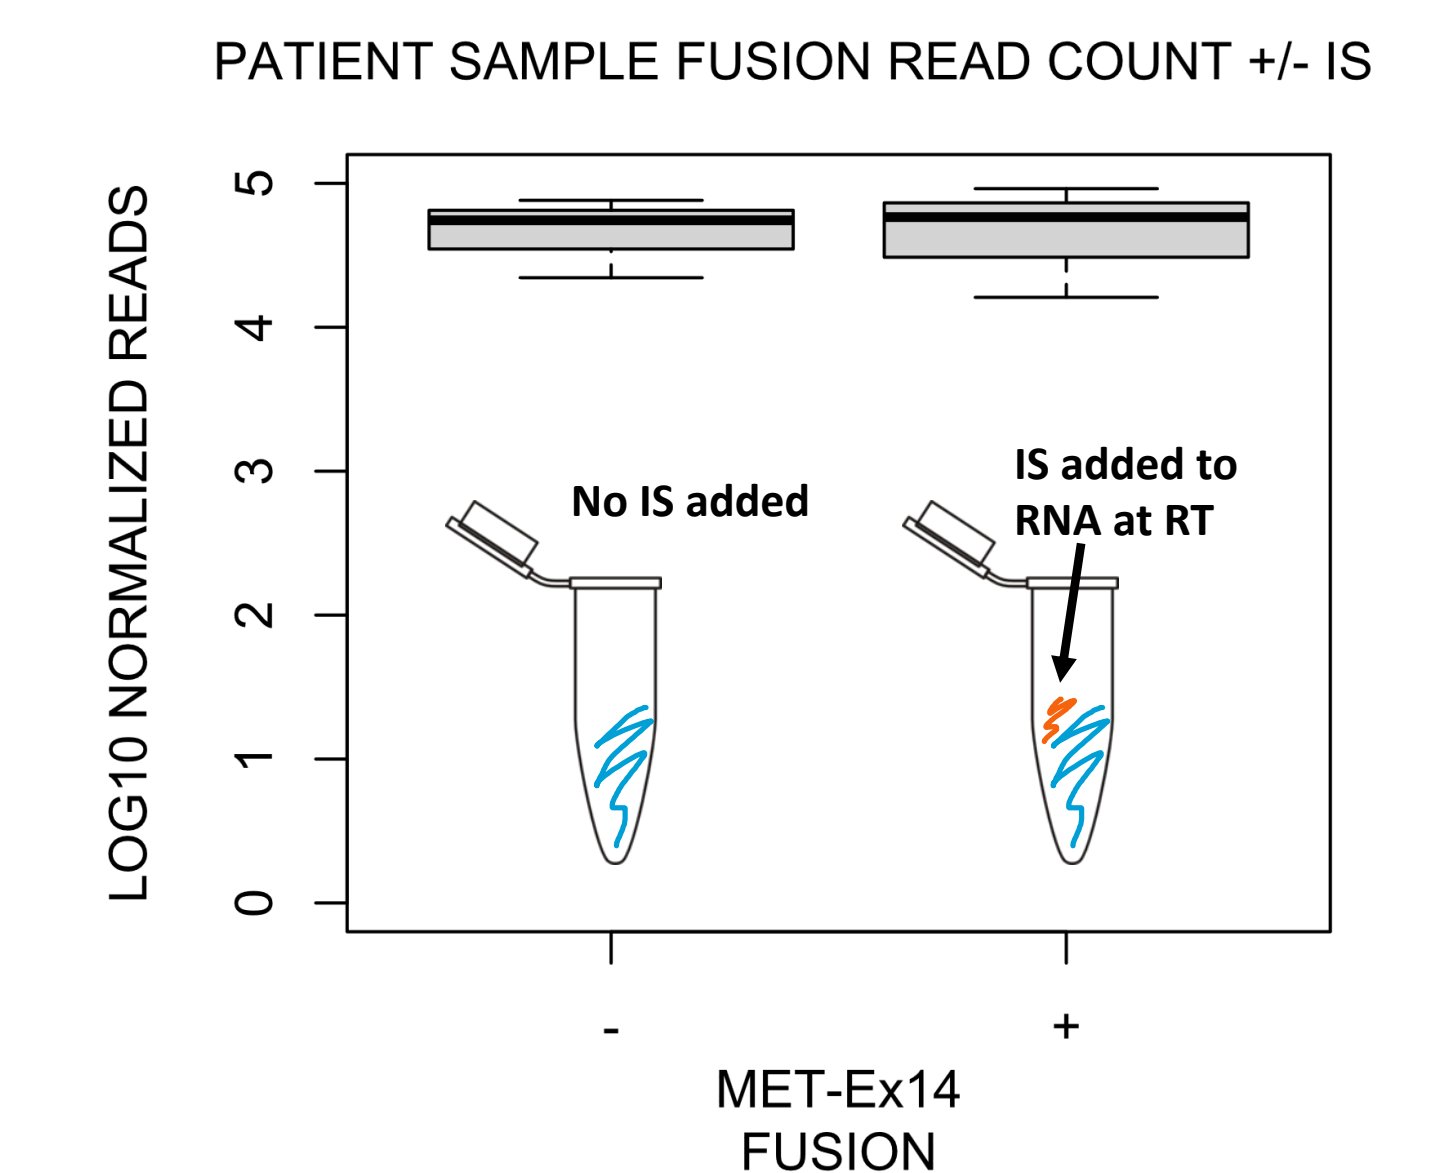 PATIENT SAMPLE FUSION READ COUNT +/- IS
LOG10 NORMALIZED READS
5
4
3
2
1
0
No IS added
IS added to
RNA at RT
-
+
MET-Ex14
FUSION